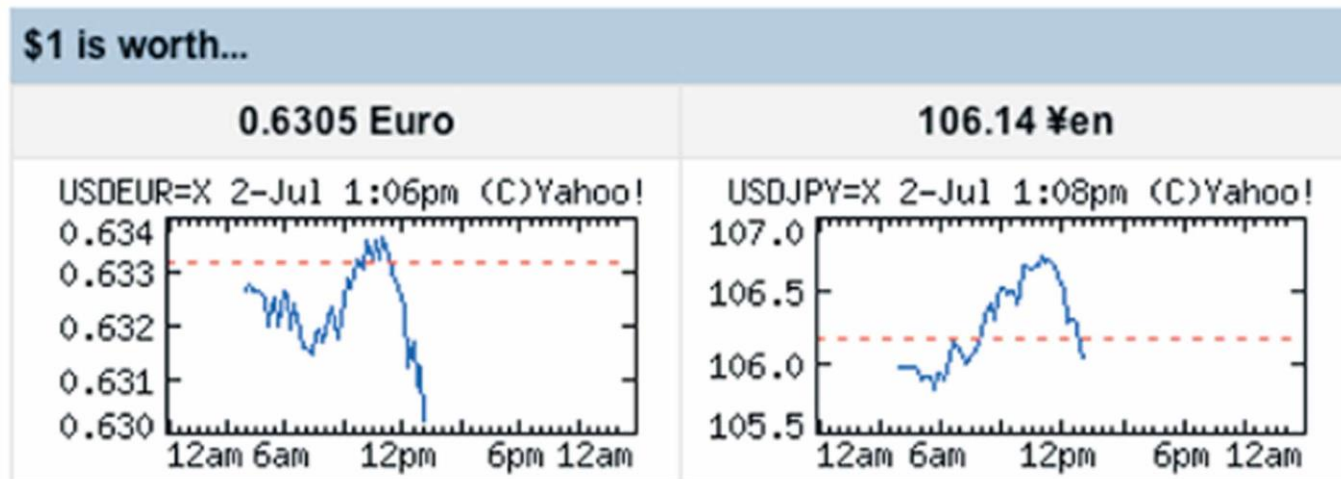 $1 is worth...
0.6305 Euro
106.14 ¥en
USDEUR=X 2-Jul 1:06pm (C)Yahoo!
0.634
0.633
0.632
0.631
0.630
12am 6am 12pm 6pm 12am
USDJPY=X 2-Jul 1:08pm (C)Yahoo!
107.0
106.5
106.0
105.5
12am 6am 12pm 6pm 12am